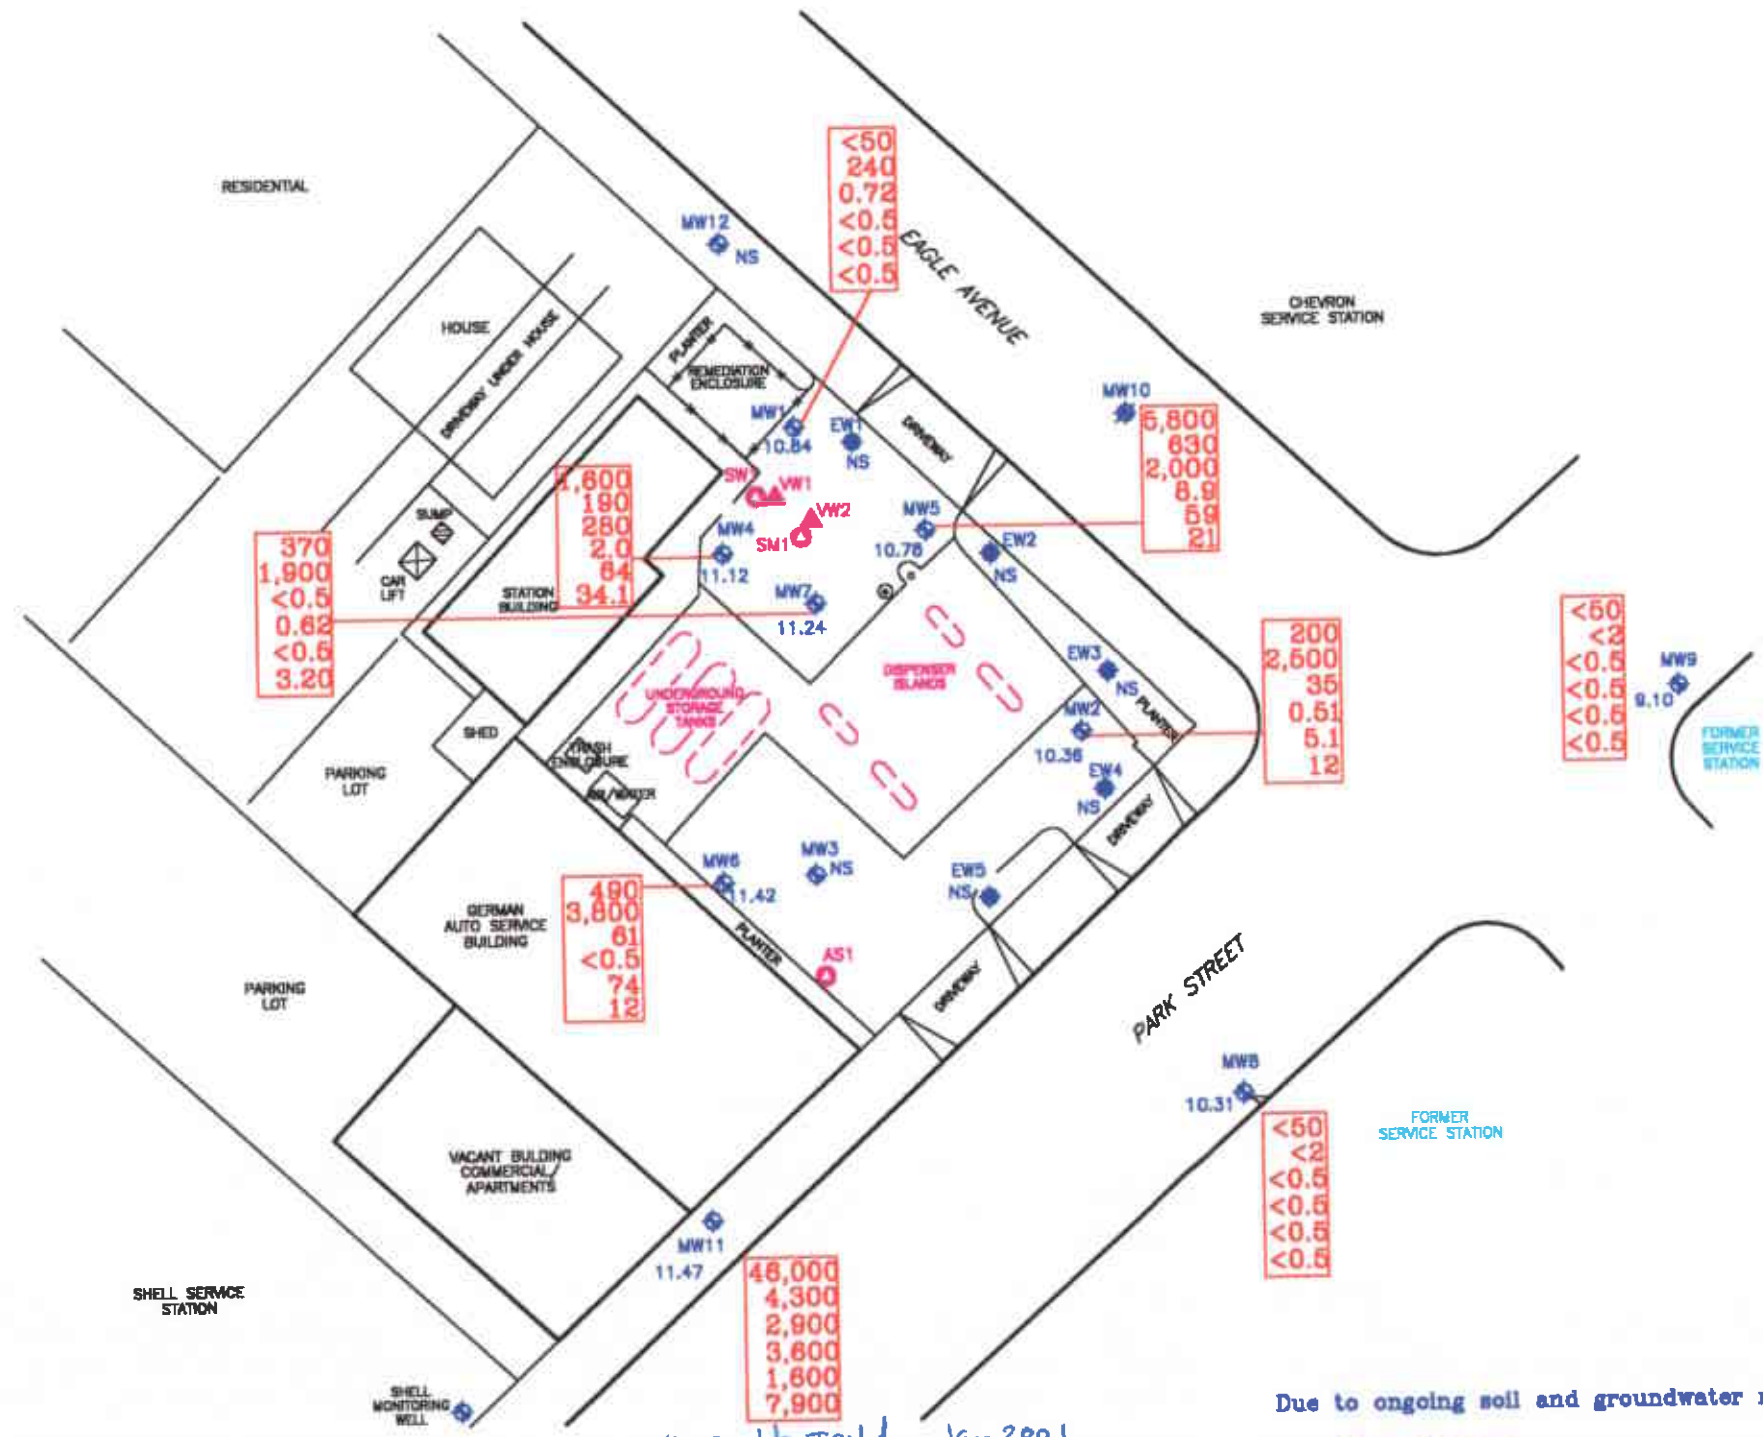 <50
240
0.72
<0.5
<0.5
<0.5
RESIDENTIAL
MW12
NS
EAGLE AVENUE
CHEVRON
SERVICE STATION
HOUSE
DRIVEWAY UNDER HOUSE
PLANTER
REMEDIATION
ENCLOSURE
MW1
10.84
EW1
NS
DRIVEWAY
MW10
5,800
630
2,000
8.9
59
21
SW1
VW1
VW2
SM1
MW5
10.78
EW2
NS
1,600
190
280
2.0
64
34.1
MW4
11.12
SUMP
CAR
LIFT
STATION
BUILDING
MW7
11.24
370
1,900
<0.5
0.62
<0.5
3.20
DISPENSER
ISLANDS
UNDERGROUND
STORAGE
TANKS
EW3
NS
PLANTER
MW2
10.36
200
2,500
35
0.51
5.1
12
<50
<2
<0.5
<0.5
<0.5
<0.5
MW9
9.10
FORMER
SERVICE
STATION
SHED
TRASH
ENCLOSURE
AIR/WATER
PARKING
LOT
EW4
NS
DRIVEWAY
MW6
11.42
MW3
NS
EW5
NS
490
3,800
61
<0.5
74
12
GERMAN
AUTO SERVICE
BUILDING
PLANTER
AS1
DRIVEWAY
PARK STREET
PARKING
LOT
MW8
10.31
<50
<2
<0.5
<0.5
<0.5
<0.5
FORMER
SERVICE STATION
VACANT BUILDING
COMMERCIAL/
APARTMENTS
MW11
11.47
46,000
4,300
2,900
3,600
1,600
7,900
SHELL SERVICE
STATION
SHELL
MONITORING
WELL
Due to ongoing soil and groundwater
2001